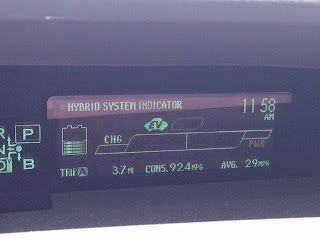 HYBRID SYSTEM INDICATOR 11:58
AM
EV
CHG
PWR
TRIP A 3.7 MI CONS. 92.4 MPG AVG. 29 MPH
R P
N
D B